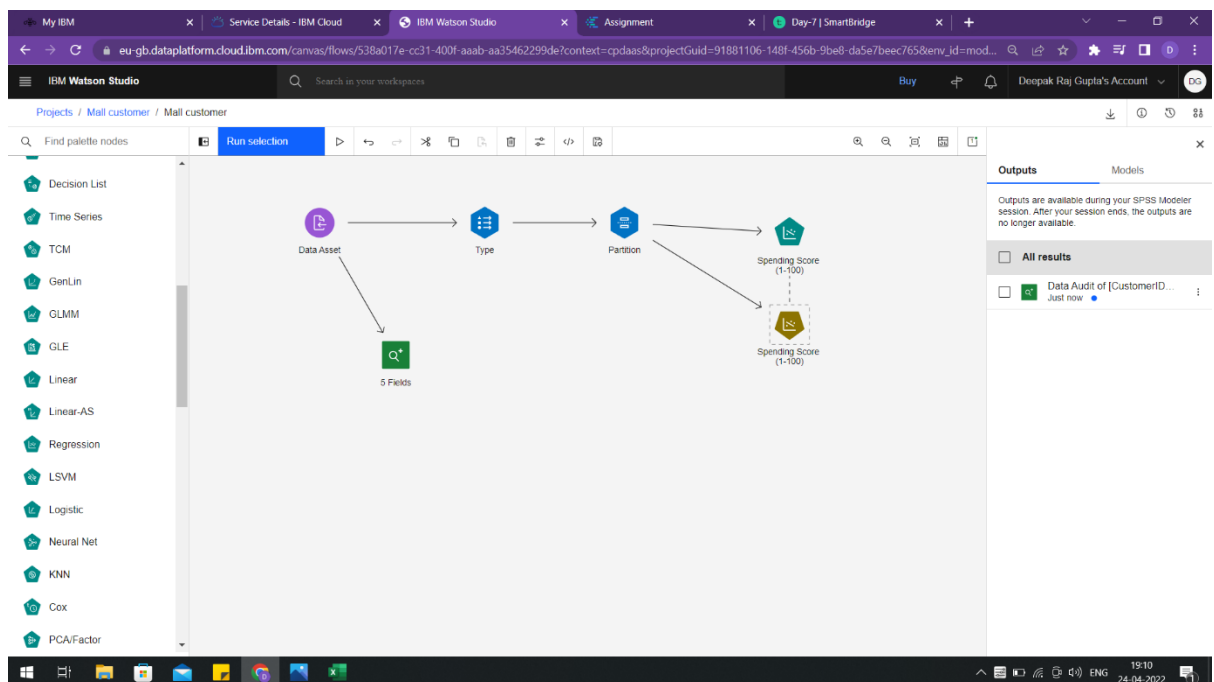 My IBM
Service Details - IBM Cloud
IBM Watson Studio
Assignment
Day-7 | SmartBridge
eu-gb.dataplatform.cloud.ibm.com/canvas/flows/538a017e-cc31-400f-aaab-aa35462299de?context=cpdaas&projectGuid=91881106-148f-456b-9be8-da5e7beec765&env_id=mod...
D
IBM Watson Studio
Search in your workspaces
Buy
Deepak Raj Gupta's Account
DG
Projects / Mall customer / Mall customer
Find palette nodes
Run selection
Decision List
Time Series
TCM
GenLin
GLMM
GLE
Linear
Linear-AS
Regression
LSVM
Logistic
Neural Net
KNN
Cox
PCA/Factor
Data Asset
Type
Partition
Spending Score
(1-100)
Spending Score
(1-100)
5 Fields
Outputs
Models
Outputs are available during your SPSS Modeler
session. After your session ends, the outputs are
no longer available.
All results
Data Audit of [CustomerID...
Just now
ENG
19:10
24-04-2022